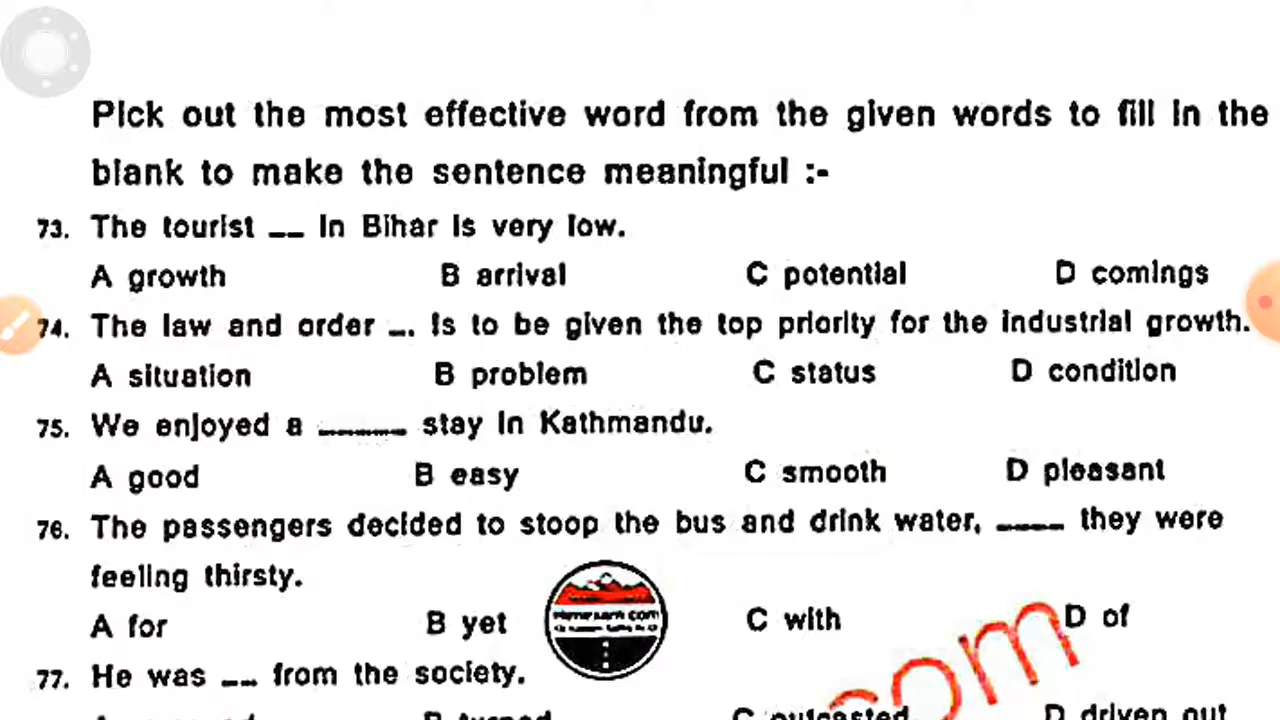 Pick out the most effective word from the given words to fill in the
blank to make the sentence meaningful :-
73. The tourist __ in Bihar is very low.
A growth B arrival C potential D comings
74. The law and order _. is to be given the top priority for the industrial growth.
A situation B problem C status D condition
75. We enjoyed a ____ stay in Kathmandu.
A good B easy C smooth D pleasant
76. The passengers decided to stoop the bus and drink water, ___ they were
feeling thirsty.
A for B yet C with D of
77. He was __ from the society.
com
A B turned C outcasted D driven out